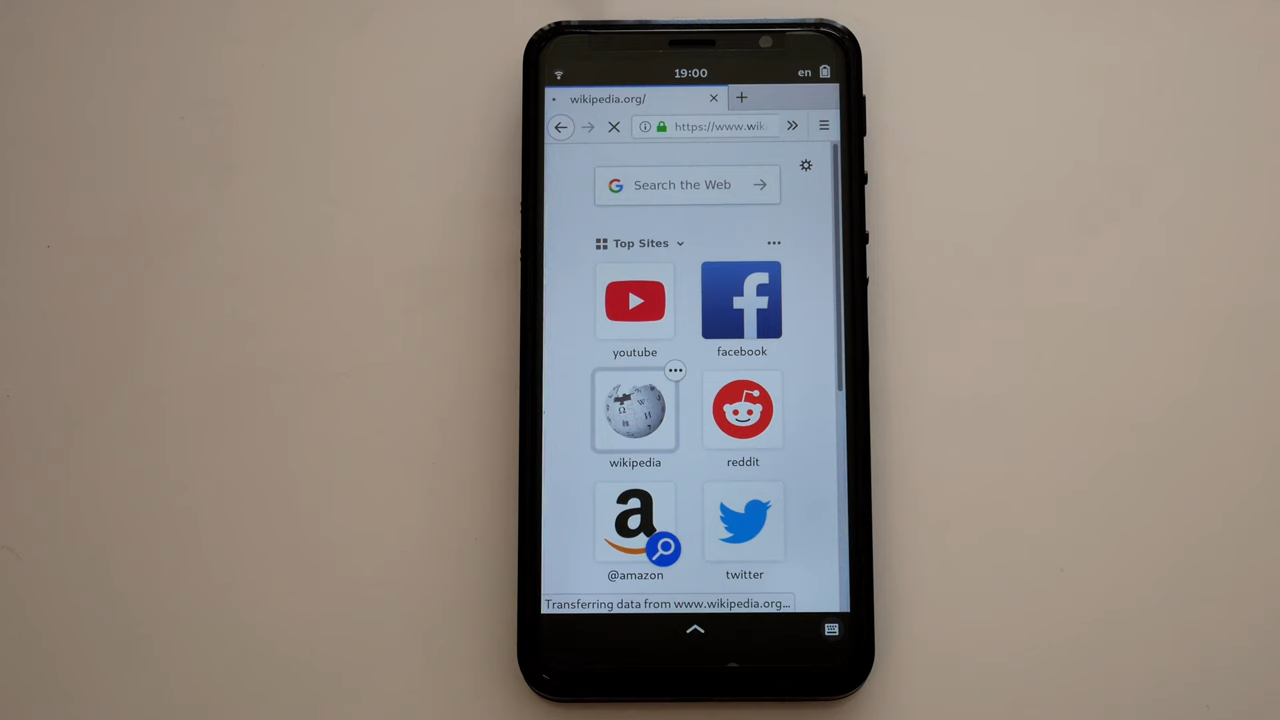 19:00
en
wikipedia.org/
https://www.wik
Search the Web
Top Sites
youtube
facebook
wikipedia
reddit
@amazon
twitter
Transferring data from www.wikipedia.org...